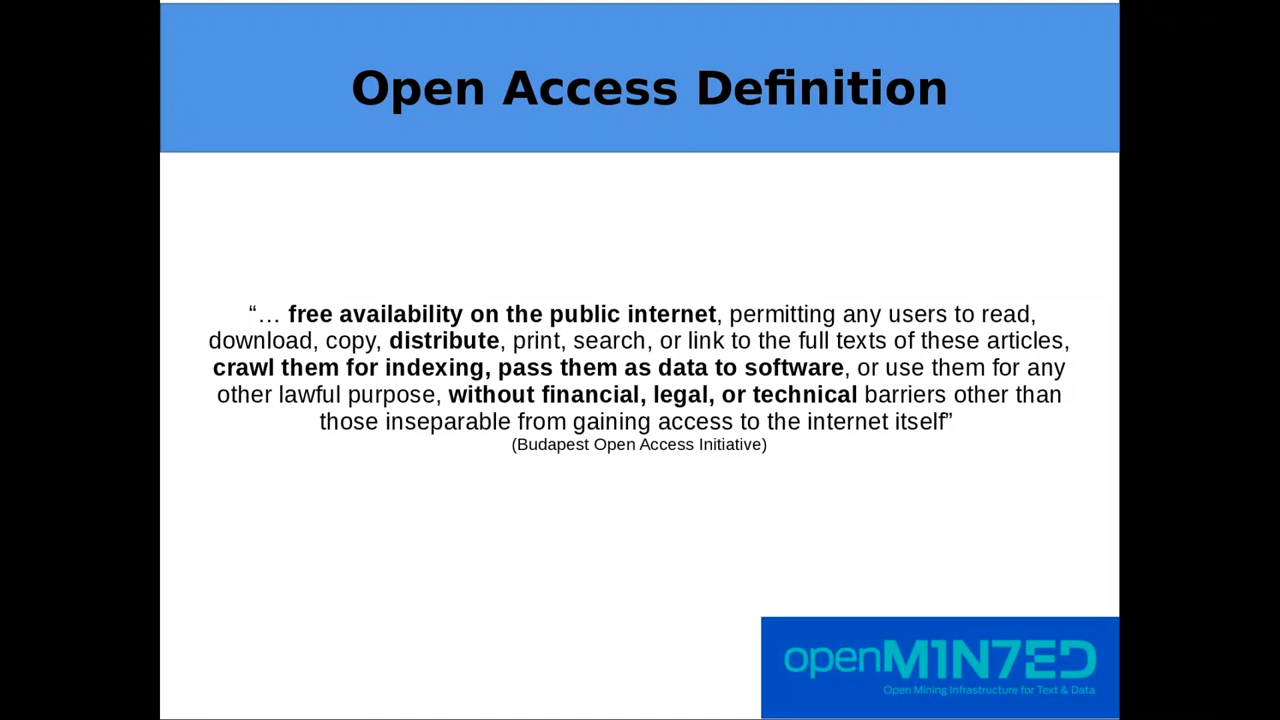 Open Access Definition
“… free availability on the public internet, permitting any users to read,
download, copy, distribute, print, search, or link to the full texts of these articles,
crawl them for indexing, pass them as data to software, or use them for any
other lawful purpose, without financial, legal, or technical barriers other than
those inseparable from gaining access to the internet itself”
(Budapest Open Access Initiative)
openM1N7ED
Open Mining Infrastructure for Text & Data